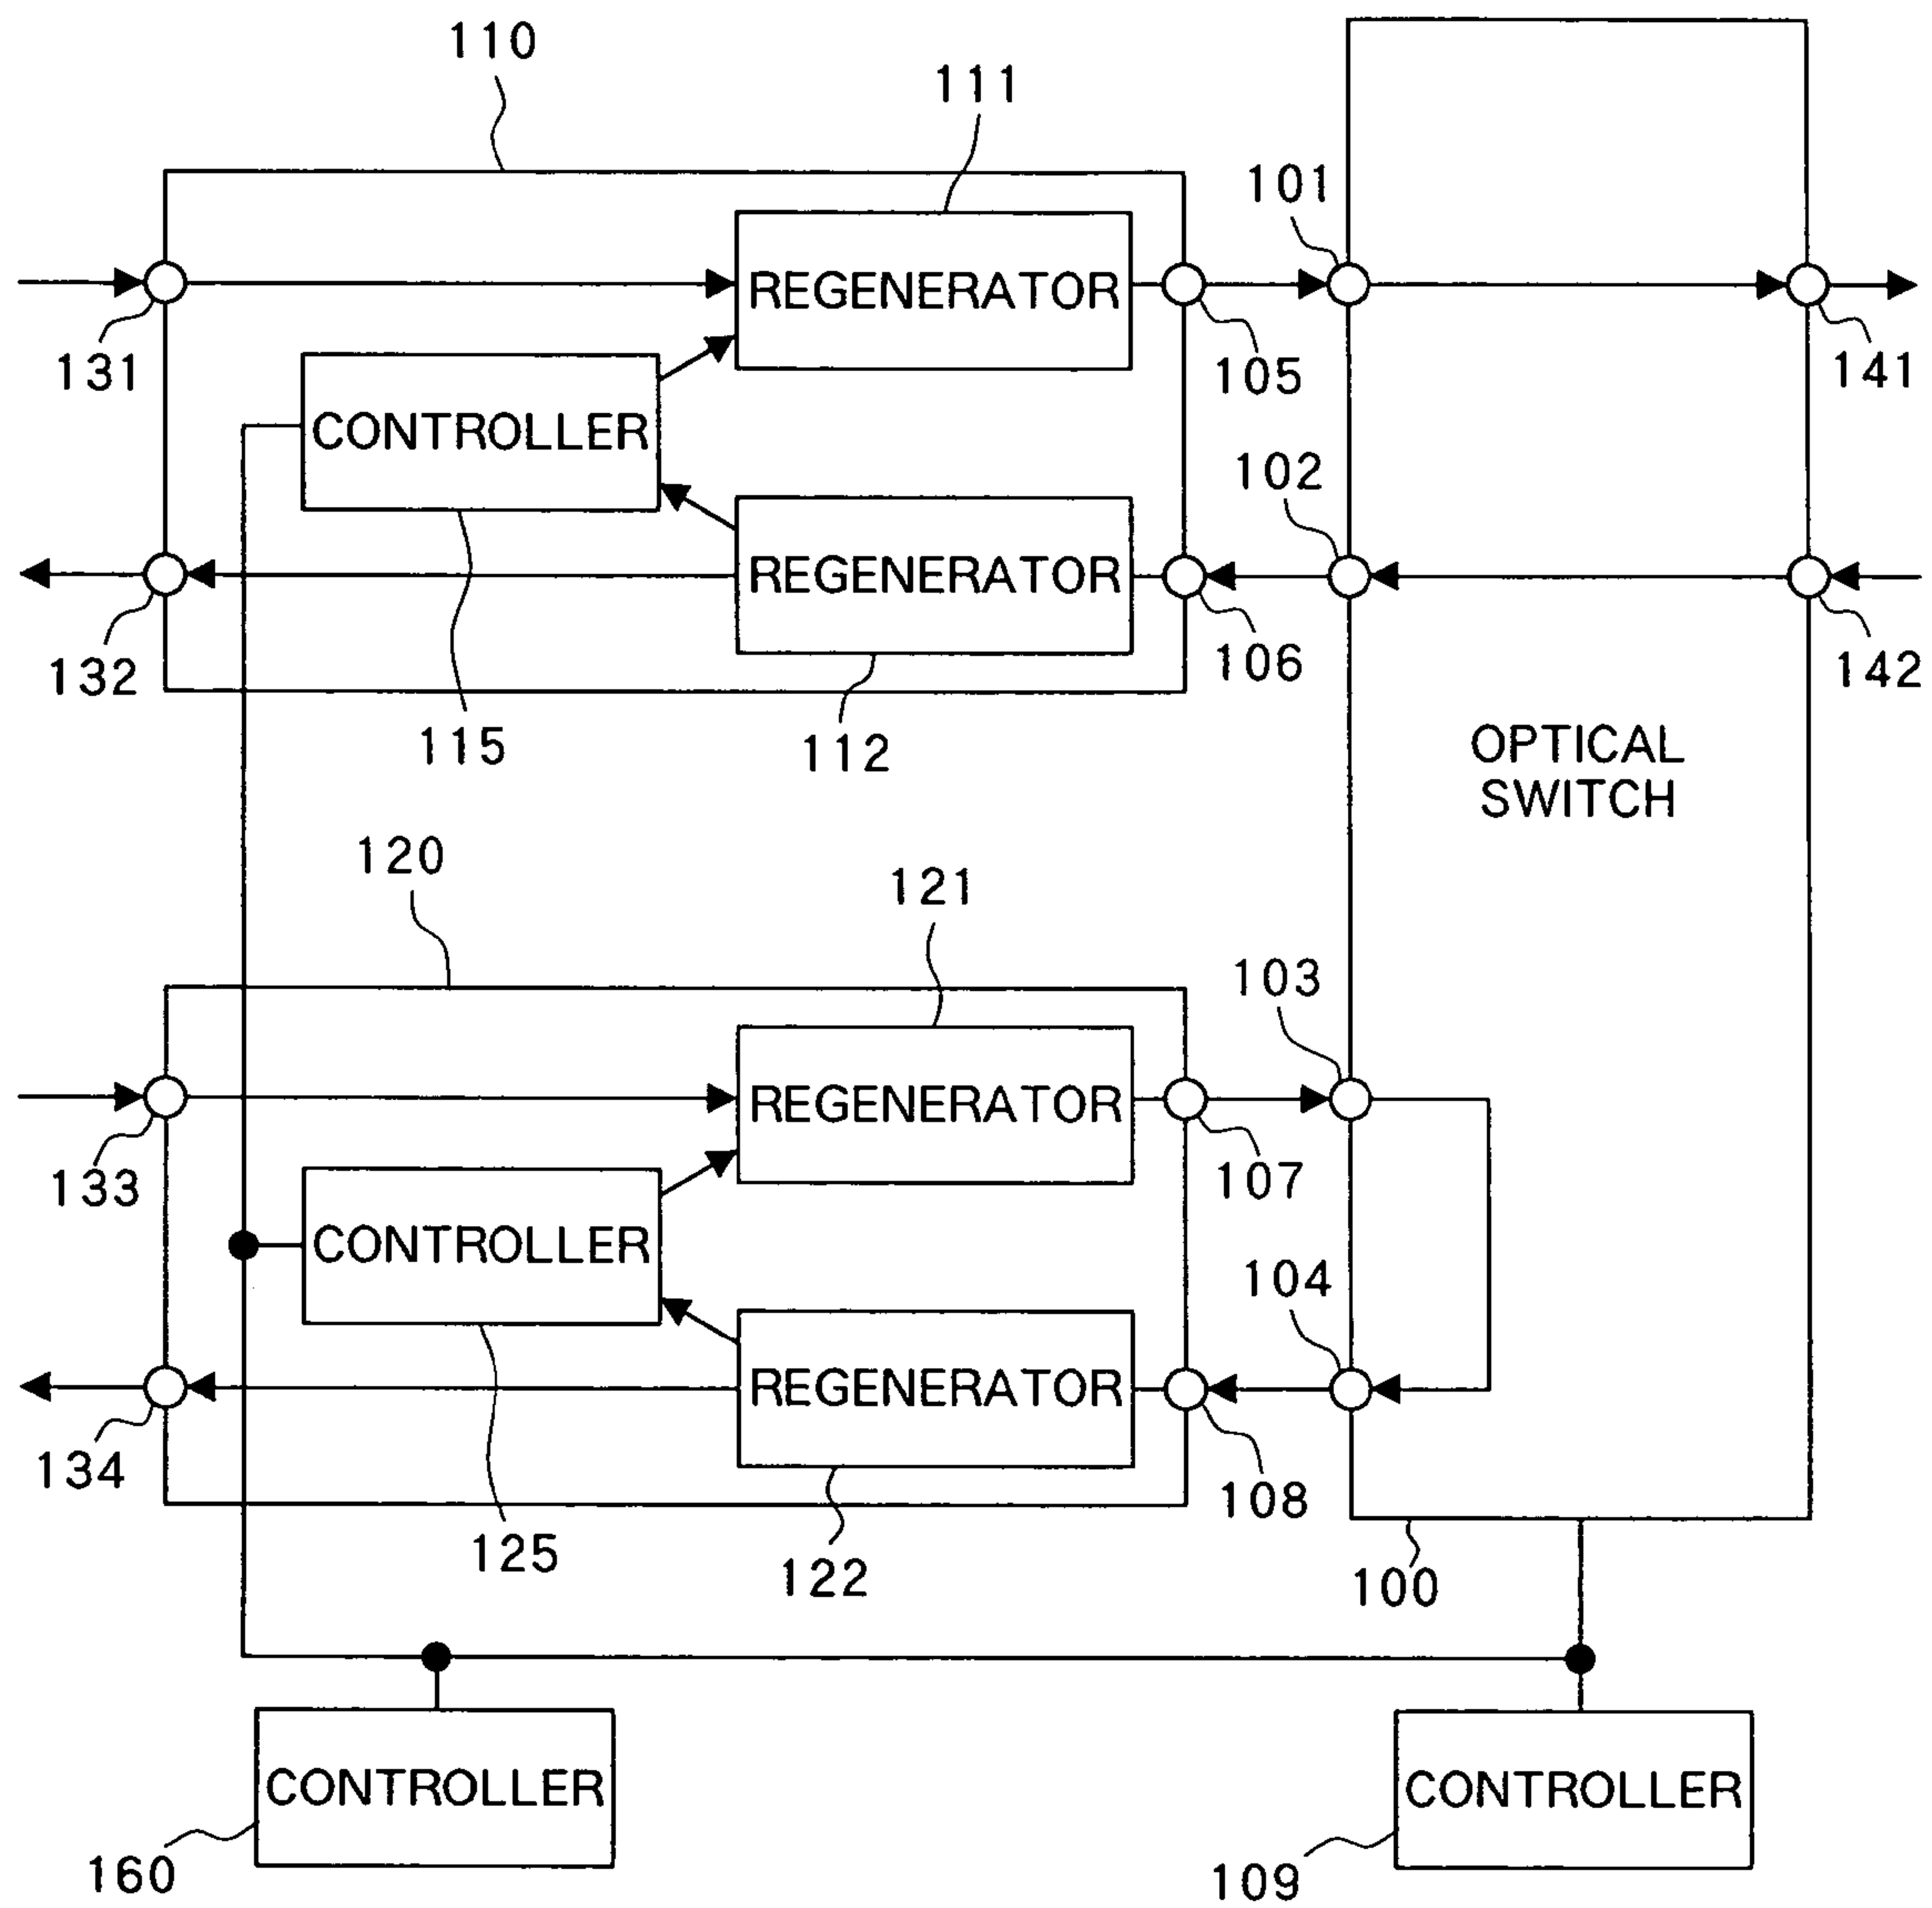 110
111
101
REGENERATOR
131
105
141
CONTROLLER
102
REGENERATOR
132
106
142
115
112
OPTICAL
SWITCH
120
121
103
REGENERATOR
133
107
CONTROLLER
104
REGENERATOR
134
108
125
122
100
CONTROLLER
CONTROLLER
160
109